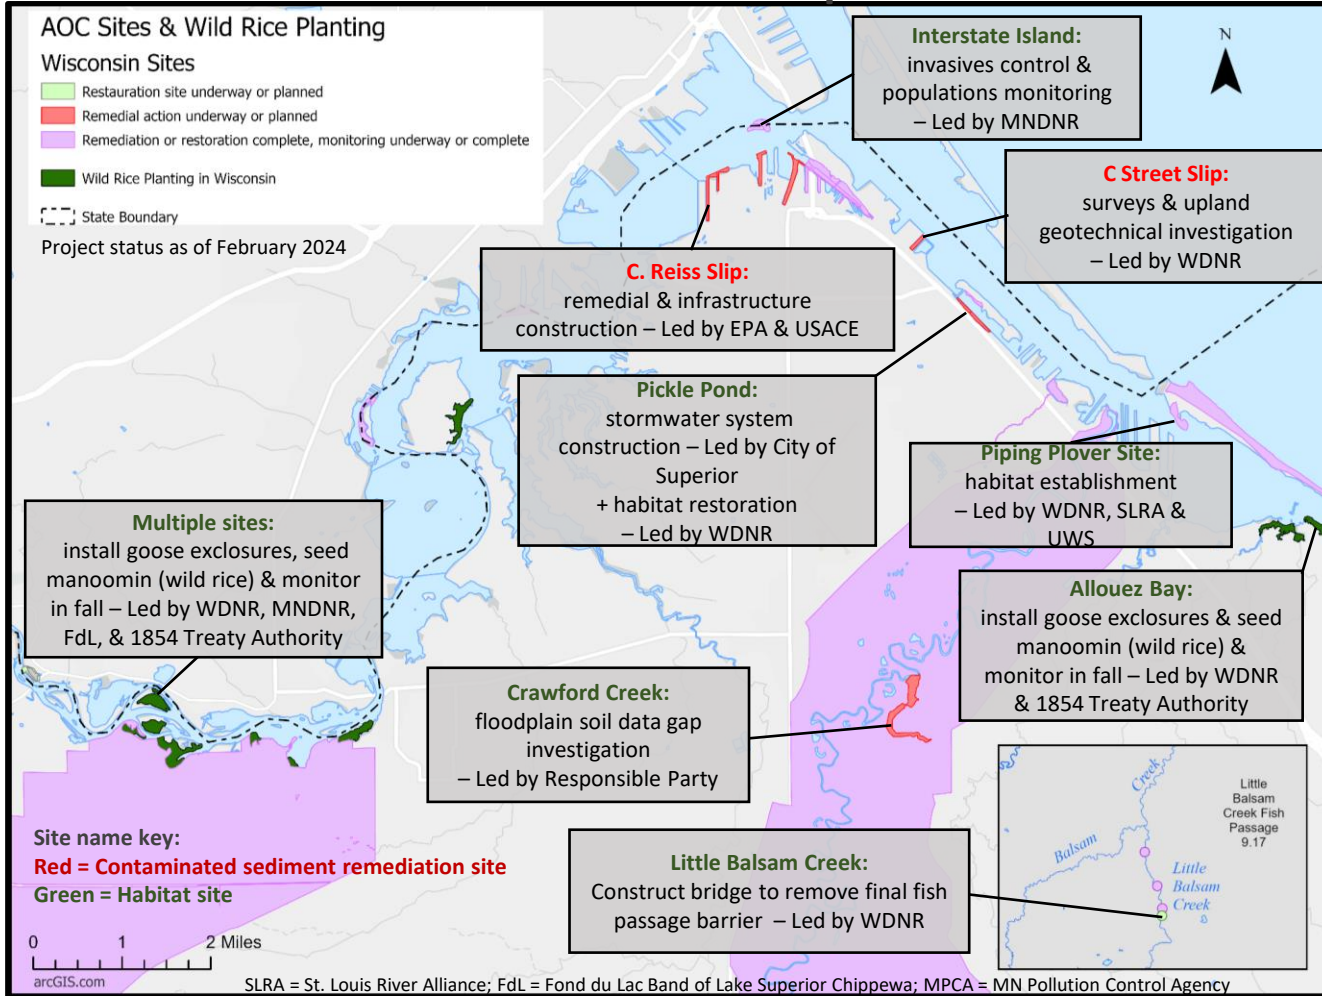 AOC Sites & Wild Rice Planting
Wisconsin Sites
Restauration site underway or planned
Remedial action underway or planned
Remediation or restoration complete, monitoring underway or complete
Wild Rice Planting in Wisconsin
State Boundary
Project status as of February 2024
Interstate Island:
invasives control &
populations monitoring
– Led by MNDNR
N
C Street Slip:
surveys & upland
geotechnical investigation
– Led by WDNR
C. Reiss Slip:
remedial & infrastructure
construction – Led by EPA & USACE
Pickle Pond:
stormwater system
construction – Led by City of
Superior
+ habitat restoration
– Led by WDNR
Piping Plover Site:
habitat establishment
– Led by WDNR, SLRA &
UWS
Multiple sites:
install goose exclosures, seed
manoomin (wild rice) & monitor
in fall – Led by WDNR, MNDNR,
FdL, & 1854 Treaty Authority
Allouez Bay:
install goose exclosures & seed
manoomin (wild rice) &
monitor in fall – Led by WDNR
& 1854 Treaty Authority
Crawford Creek:
floodplain soil data gap
investigation
– Led by Responsible Party
Little Balsam Creek:
Construct bridge to remove final fish
passage barrier – Led by WDNR
Creek
Balsam
Little
Balsam
Creek
Little
Balsam
Creek Fish
Passage
9.17
Site name key:
Red = Contaminated sediment remediation site
Green = Habitat site
0 1 2 Miles
arcGIS.com
SLRA = St. Louis River Alliance; FdL = Fond du Lac Band of Lake Superior Chippewa; MPCA = MN Pollution Control Agency